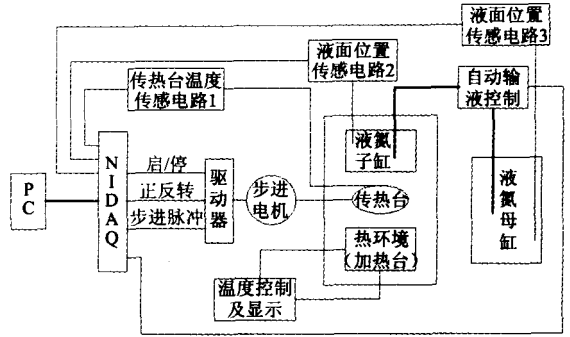 液面位置
传感电路3
液面位置
传感电路2
传热台温度
传感电路1
自动输
液控制
液氮
子缸
PC
NIDAQ
启/停
正反转
步进脉冲
驱动器
步进
电机
传热台
热环境
(加热台)
液氮母缸
温度控制
及显示